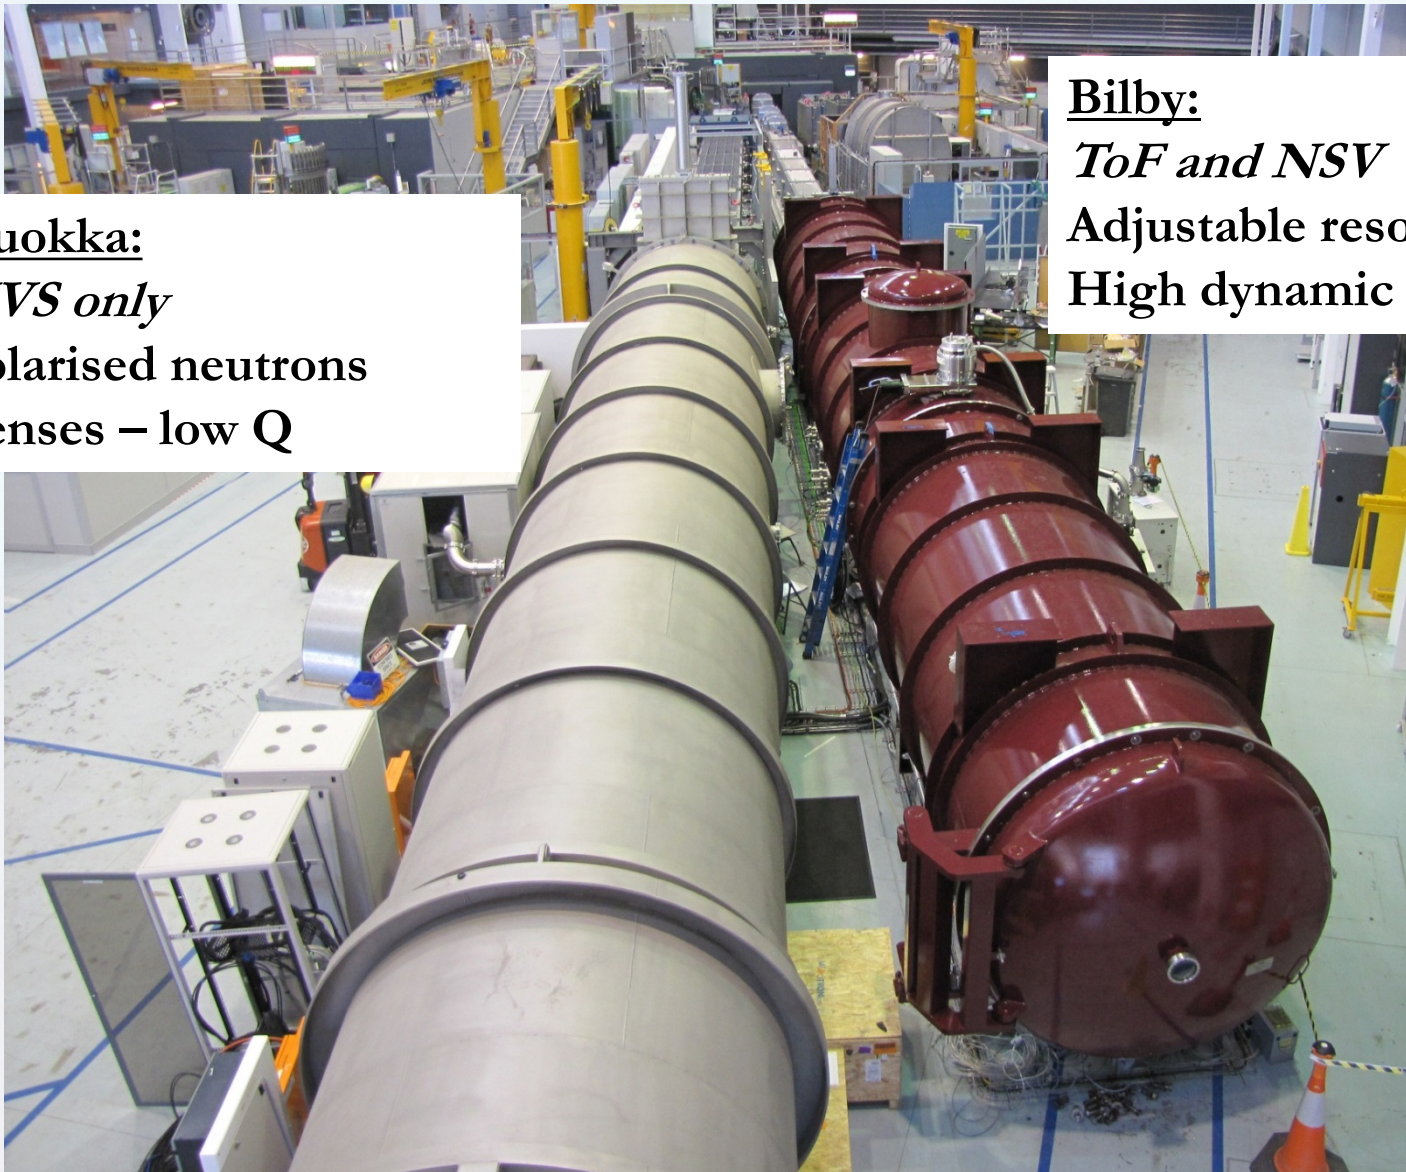 uokka:
VS only
olarised neutrons
enses – low Q
Bilby:
ToF and NSV
Adjustable reso
High dynamic